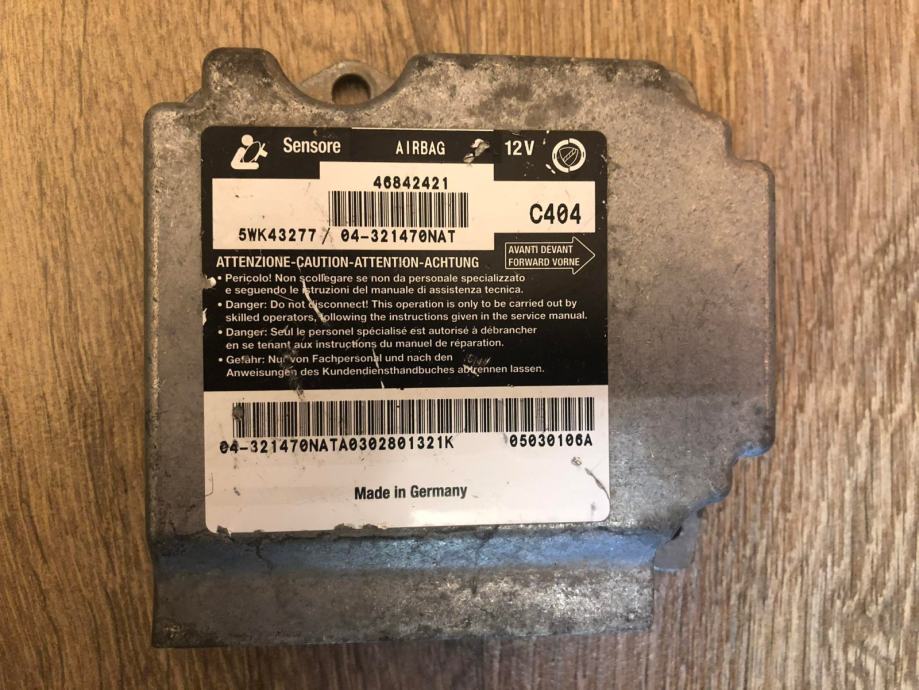 Sensore AIRBAG 12V
46842421
C404
5WK43277 / 04-321470NAT
ATTENZIONE-CAUTION-ATTENTION-ACHTUNG
AVANTI DEVANT
FORWARD VORNE
• Pericolo! Non scollegare se non da personale specializzato
e seguendo le istruzioni del manuale di assistenza tecnica.
• Danger: Do not disconnect! This operation is only to be carried out by
skilled operators, following the instructions given in the service manual.
• Danger: Seul le personel spécialisé est autorisé à débrancher
en se tenant aux instructions du manuel de réparation.
• Gefahr: Nur von Fachpersonal und nach den
Anweisungen des Kundendiensthandbuches abtrennen lassen.
04-321470NATA0302801321K 05030106A
Made in Germany